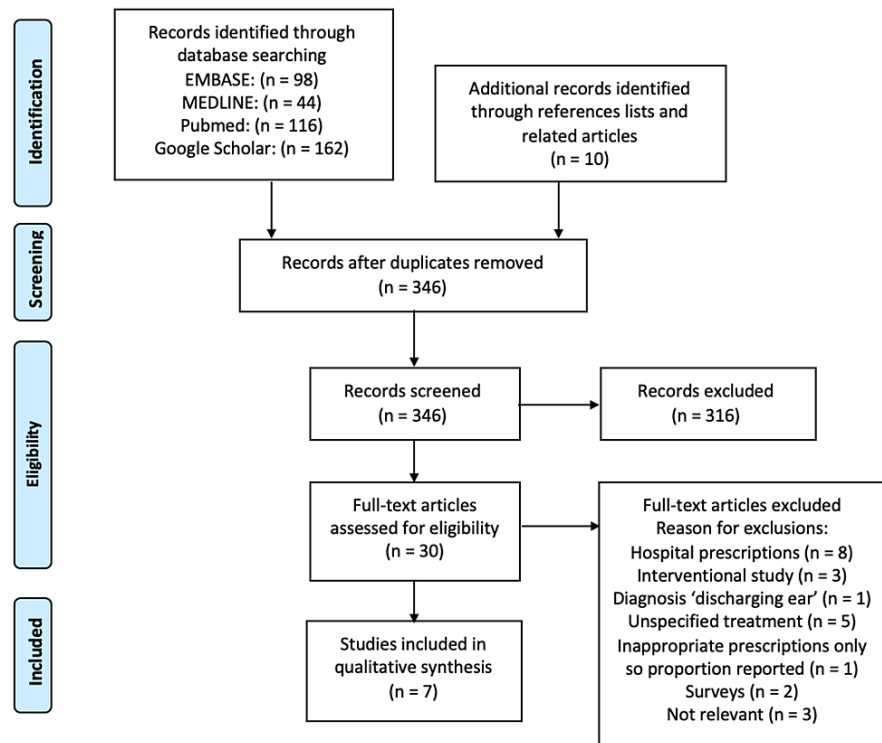 Identification
Records identified through
database searching
EMBASE: (n = 98)
MEDLINE: (n = 44)
Pubmed: (n = 116)
Google Scholar: (n = 162)
Additional records identified
through references lists and
related articles
(n = 10)
Screening
Records after duplicates removed
(n = 346)
Eligibility
Records screened
(n = 346)
Records excluded
(n = 316)
Full-text articles
assessed for eligibility
(n = 30)
Full-text articles excluded
Reason for exclusions:
Hospital prescriptions (n = 8)
Interventional study (n = 3)
Diagnosis ‘discharging ear’ (n = 1)
Unspecified treatment (n = 5)
Inappropriate prescriptions only
so proportion reported (n = 1)
Surveys (n = 2)
Not relevant (n = 3)
Included
Studies included in
qualitative synthesis
(n = 7)